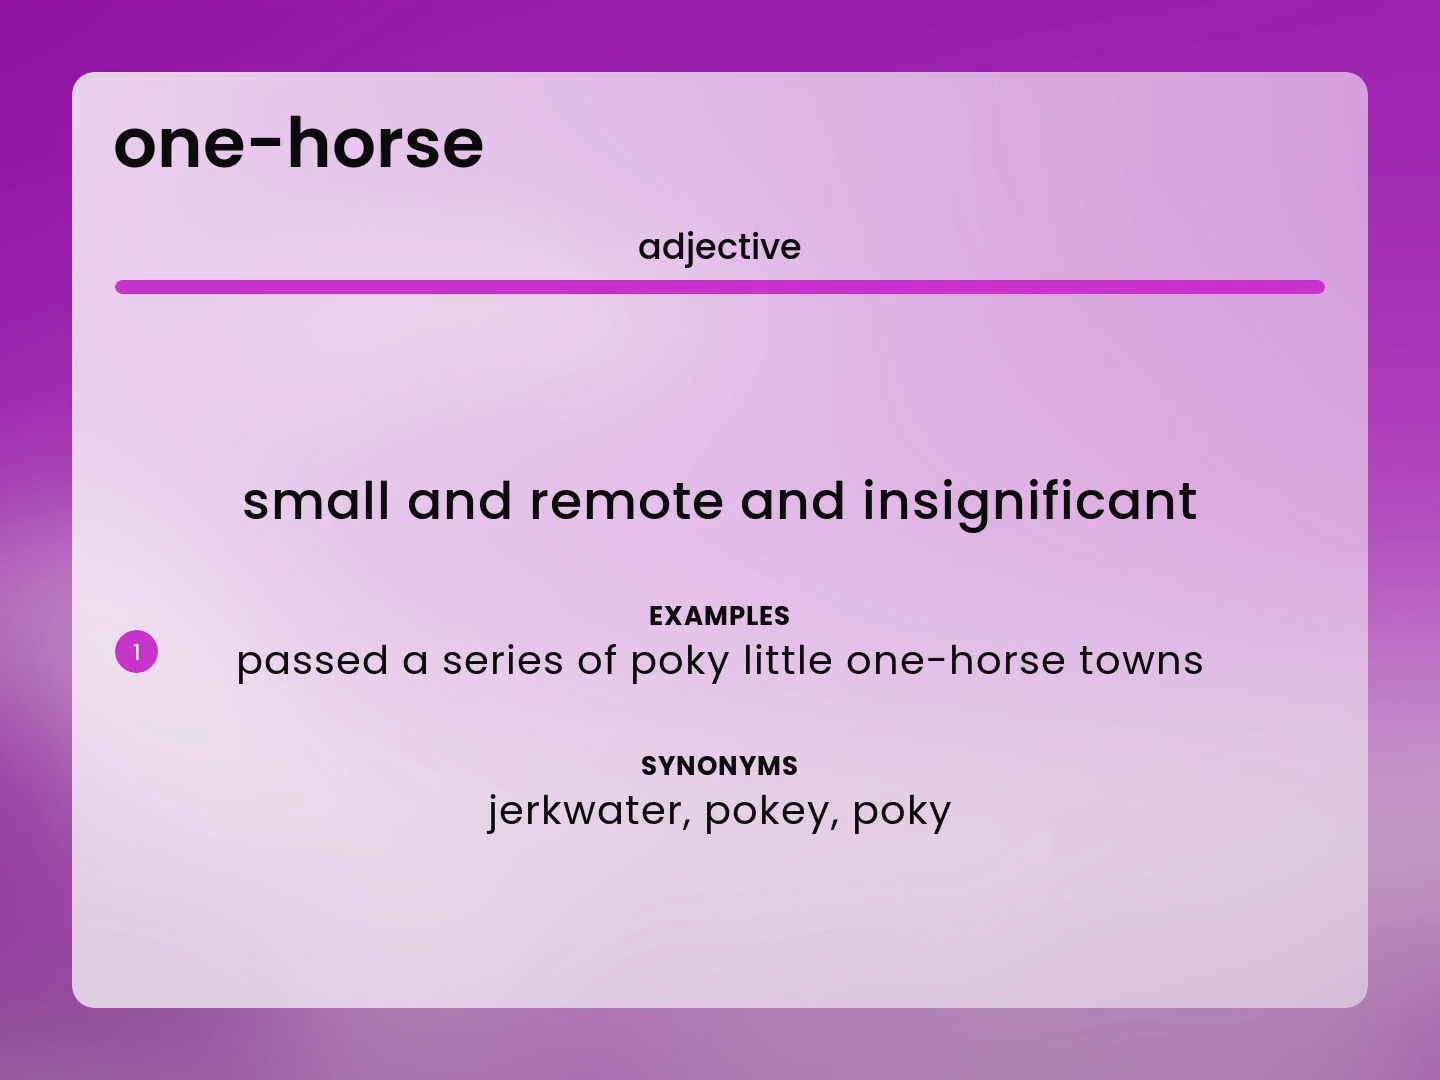 one-horse
adjective
small and remote and insignificant
EXAMPLES
1
passed a series of poky little one-horse towns
SYNONYMS
jerkwater, pokey, poky